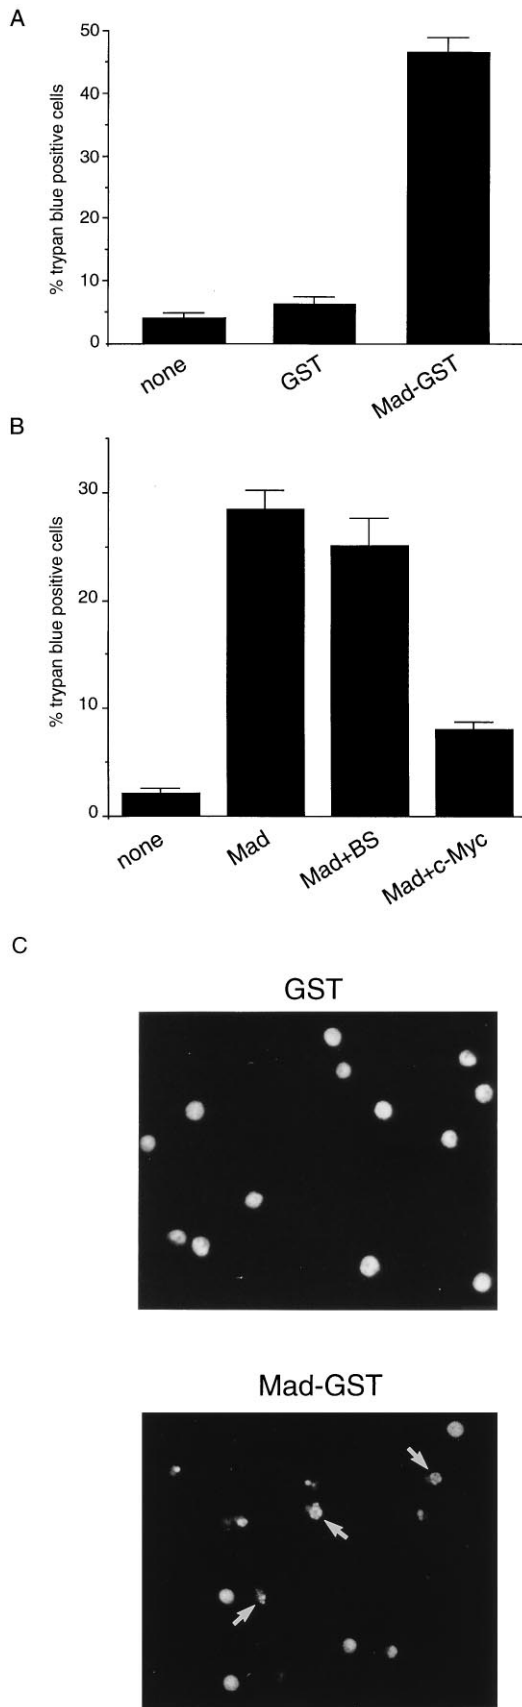 A
50
40
30
20
10
0
% trypan blue positive cells
none
GST
Mad-GST
B
30
20
10
0
% trypan blue positive cells
none
Mad
Mad+BS
Mad+c-Myc
C
GST
Mad-GST